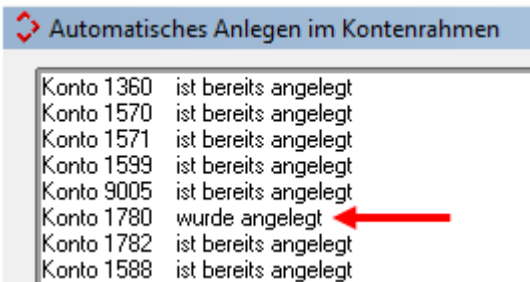 Automatisches Anlegen im Kontenrahmen
Konto 1360 ist bereits angelegt
Konto 1570 ist bereits angelegt
Konto 1571 ist bereits angelegt
Konto 1599 ist bereits angelegt
Konto 9005 ist bereits angelegt
Konto 1780 wurde angelegt
Konto 1782 ist bereits angelegt
Konto 1588 ist bereits angelegt